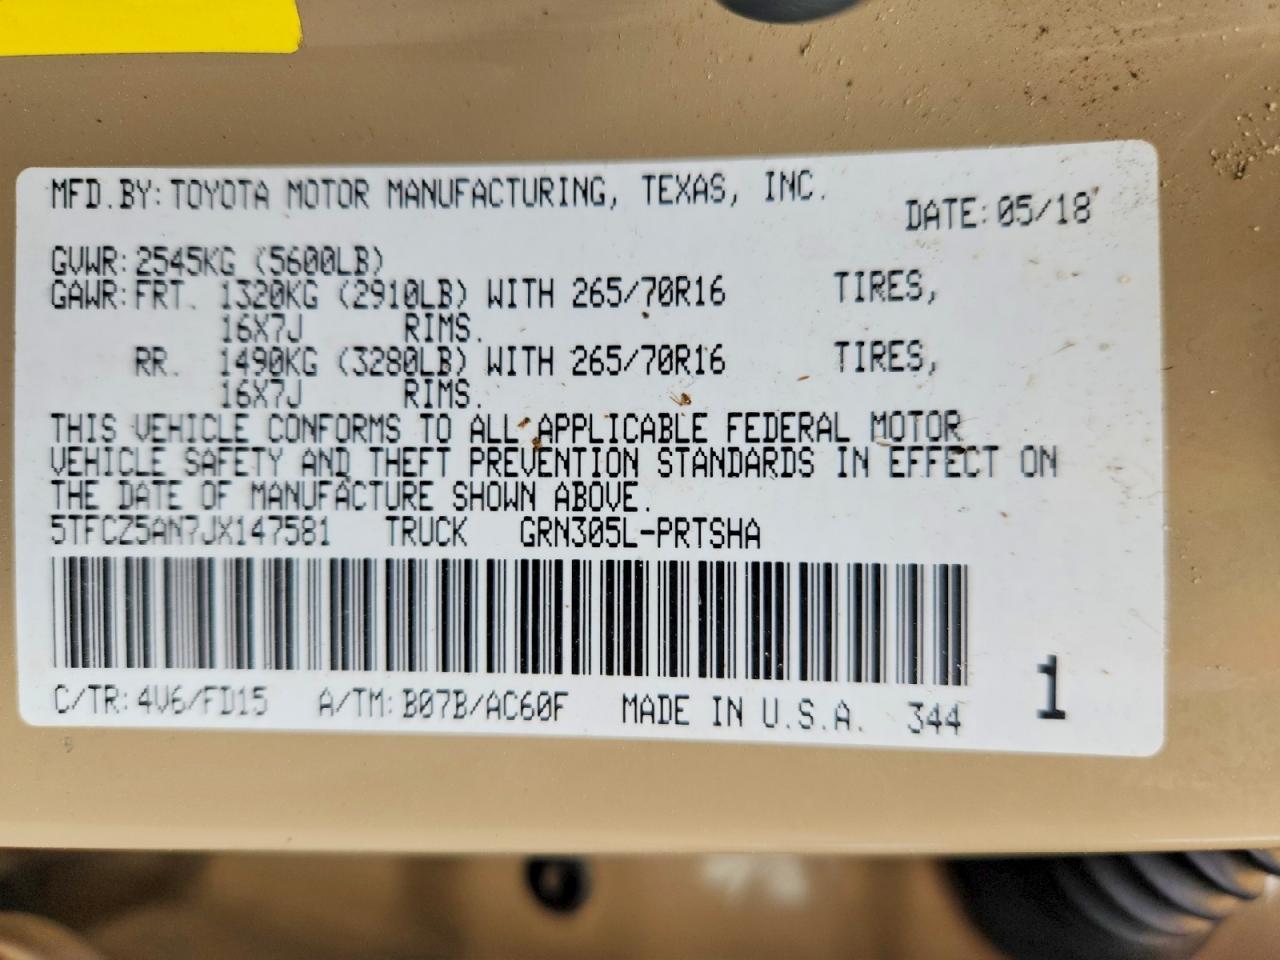 MFD.BY: TOYOTA MOTOR MANUFACTURING, TEXAS, INC.
DATE: 05/18
GVWR: 2545KG (5600LB)
GAWR: FRT. 1320KG (2910LB) WITH 265/70R16 TIRES,
16X7J RIMS.
RR. 1490KG (3280LB) WITH 265/70R16 TIRES,
16X7J RIMS.
THIS VEHICLE CONFORMS TO ALL APPLICABLE FEDERAL MOTOR
VEHICLE SAFETY AND THEFT PREVENTION STANDARDS IN EFFECT ON
THE DATE OF MANUFACTURE SHOWN ABOVE.
5TFCZ5AN7JX147581 TRUCK GRN305L-PRTSHA
C/TR: 4V6/FD15 A/TM: B07B/AC60F MADE IN U.S.A. 344
1